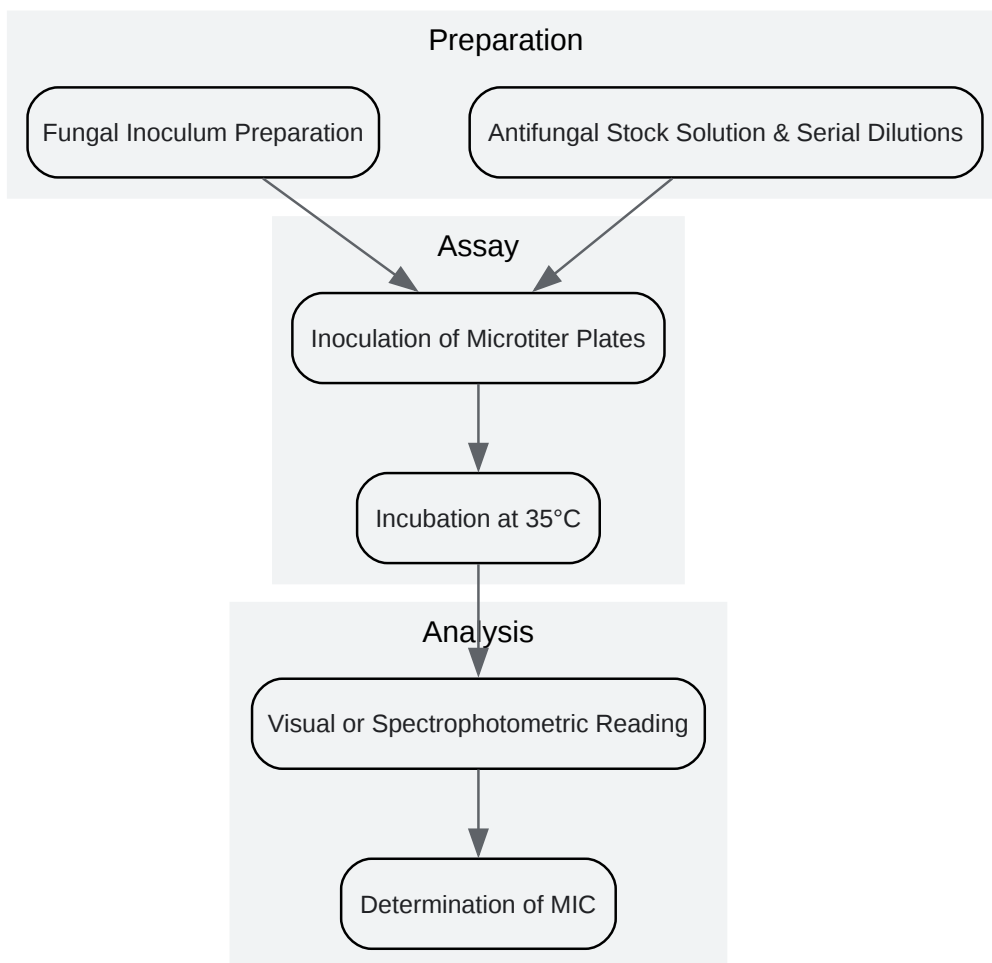 Preparation
Fungal Inoculum Preparation
Antifungal Stock Solution & Serial Dilutions
Assay
Inoculation of Microtiter Plates
Incubation at 35°C
Analysis
Visual or Spectrophotometric Reading
Determination of MIC